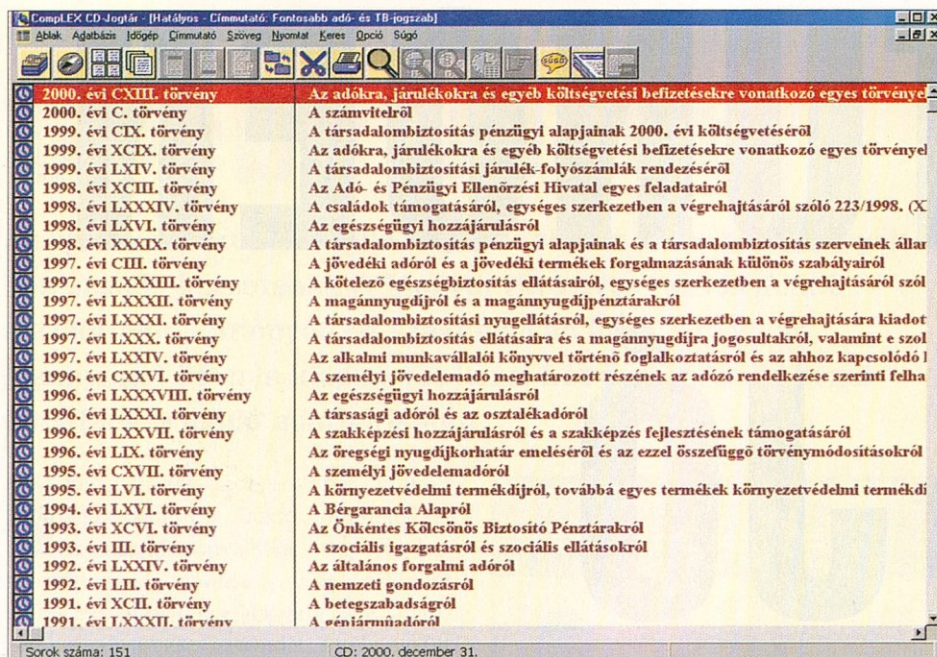 CompLEX CD-Jogtár - [Hatályos - Címmutató: Fontosabb adó- és TB-jogszab]
Ablak Adatbázis Időgép Címmutató Szöveg Nyomtat Keres Opció Súgó
SÚGÓ
2000. évi CXIII. törvény A adókra, járulékokra és egyéb költségvetési befizetésekre vonatkozó egyes törvényel
2000. évi C. törvény A számvitelrõl
1999. évi CIX. törvény A társadalombiztosítás pénzügyi alapjainak 2000. évi költségvetésérõl
1999. évi XCIX. törvény Az adókra, járulékokra és egyéb költségvetési befizetésekre vonatkozó egyes törvényel
1999. évi LXIV. törvény A társadalombiztosítási járulék-folyószámlák rendezésérõl
1998. évi XCIII. törvény Az Adó- és Pénzügyi Ellenõrzési Hivatal egyes feladatairól
1998. évi LXXXIV. törvény A családok támogatásáról, egységes szerkezetben a végrehajtásáról szóló 223/1998. (X
1998. évi LXVI. törvény Az egészségügyi hozzájárulásról
1998. évi XXXIX. törvény A társadalombiztosítás pénzügyi alapjainak és a társadalombiztosítás szerveinek állar
1997. évi CIII. törvény A jövedéki adóról és a jövedéki termékek forgalmazásának különös szabályairól
1997. évi LXXXIII. törvény A kötelezõ egészségbiztosítás ellátásairól, egységes szerkezetben a végrehajtásáról szól
1997. évi LXXXII. törvény A magánnyugdíjról és a magánnyugdíjpénztárakról
1997. évi LXXXI. törvény A társadalombiztosítási nyugellátásról, egységes szerkezetben a végrehajtására kiadot
1997. évi LXXX. törvény A társadalombiztosítás ellátásaira és a magánnyugdíjra jogosultakról, valamint e szol
1997. évi LXXIV. törvény Az alkalmi munkavállalói könyvvel történõ foglalkoztatásról és az ahhoz kapcsolódó l
1996. évi CXXVI. törvény A személyi jövedelemadó meghatározott részének az adózó rendelkezése szerinti felha
1996. évi LXXXVIII. törvény Az egészségügyi hozzájárulásról
1996. évi LXXXI. törvény A társasági adóról és az osztalékadóról
1996. évi LXXVII. törvény A szakképzési hozzájárulásról és a szakképzés fejlesztésének támogatásáról
1996. évi LIX. törvény Az öregségi nyugdíjkorhatár emelésérõl és az ezzel összefüggõ törvénymódosításokról
1995. évi CXVII. törvény A személyi jövedelemadóról
1995. évi LVI. törvény A környezetvédelmi termékdíjról, továbbá egyes termékek környezetvédelmi termékdí
1994. évi LXVI. törvény A Bérgarancia Alapról
1993. évi XCVI. törvény Az Önkéntes Kölcsönös Biztosító Pénztárakról
1993. évi III. törvény A szociális igazgatásról és szociális ellátásokról
1992. évi LXXIV. törvény Az általános forgalmi adóról
1992. évi LII. törvény A nemzeti gondozásról
1991. évi XCII. törvény A betegszabadságról
1991. évi LXXXII. törvény A gépjármûadóról
Sorok száma: 151 CD: 2000. december 31.